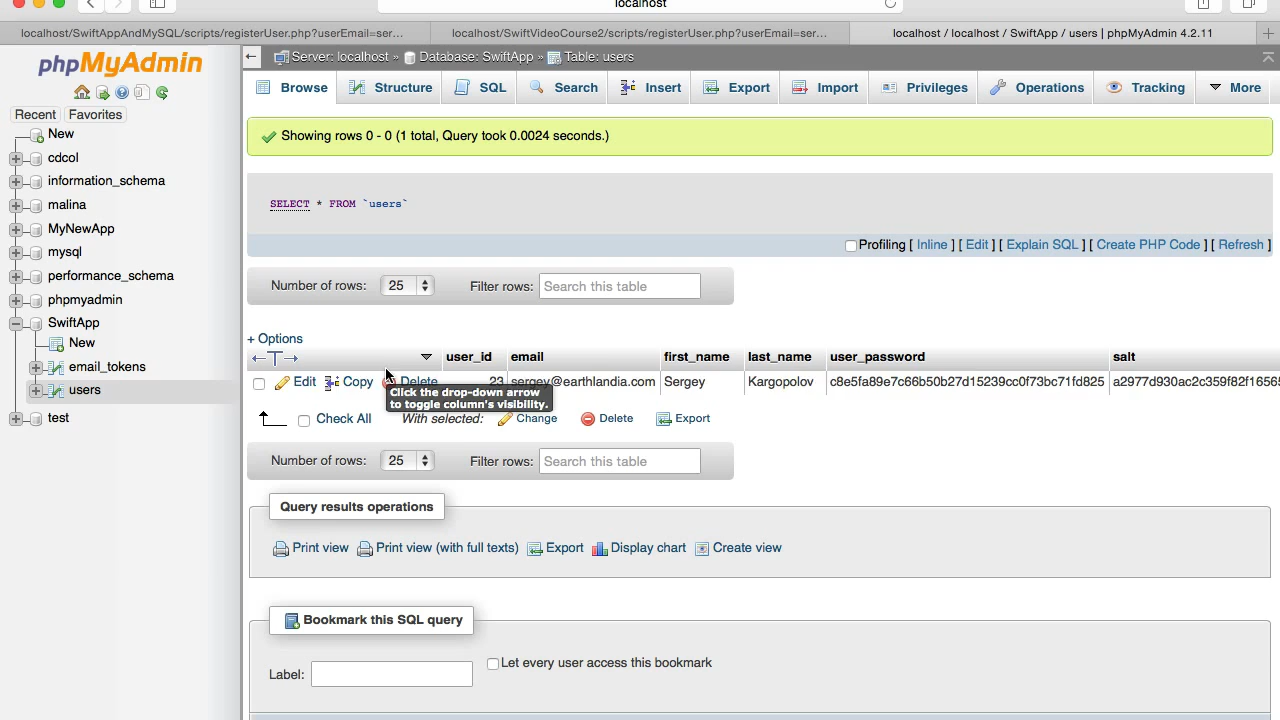 localhost
localhost/SwiftAppAndMySQL/scripts/registerUser.php?userEmail=ser...
localhost/SwiftVideoCourse2/scripts/registerUser.php?userEmail=ser...
localhost / localhost / SwiftApp / users | phpMyAdmin 4.2.11
phpMyAdmin
Server: localhost » Database: SwiftApp » Table: users
Browse Structure SQL Search Insert Export Import Privileges Operations Tracking More
Recent Favorites
New
cdcol
information_schema
malina
MyNewApp
mysql
performance_schema
phpmyadmin
SwiftApp
New
email_tokens
users
test
Showing rows 0 - 0 (1 total, Query took 0.0024 seconds.)
SELECT * FROM `users`
Profiling [ Inline ] [ Edit ] [ Explain SQL ] [ Create PHP Code ] [ Refresh ]
Number of rows: 25 Filter rows: Search this table
+ Options
user_id email first_name last_name user_password salt
Edit Copy Delete 23 sergey@earthlandia.com Sergey Kargopolov c8e5fa89e7c66b50b27d15239cc0f73bc71fd825 a2977d930ac2c359f82f1656
Click the drop-down arrow
to toggle column's visibility.
Check All With selected: Change Delete Export
Number of rows: 25 Filter rows: Search this table
Query results operations
Print view Print view (with full texts) Export Display chart Create view
Bookmark this SQL query
Label:
Let every user access this bookmark